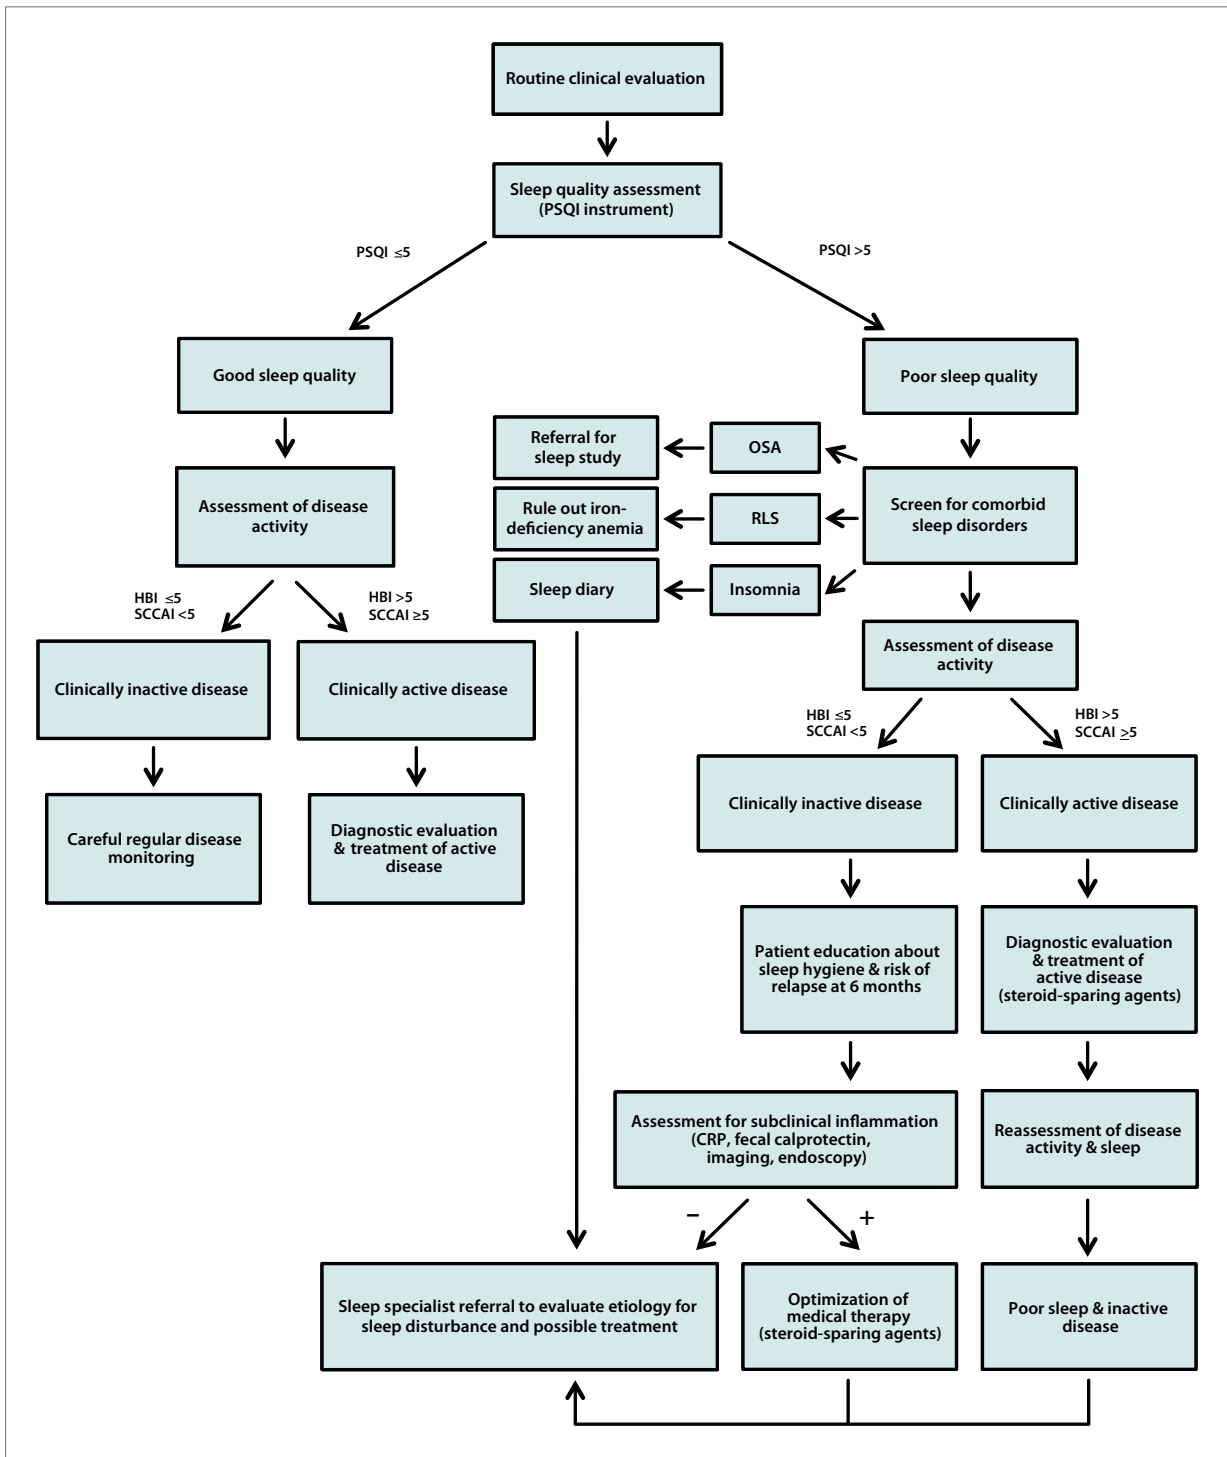 Routine clinical evaluation
Sleep quality assessment
(PSQI instrument)
PSQI ≤5
PSQI >5
Good sleep quality
Poor sleep quality
Referral for
sleep study
OSA
Assessment of disease
activity
Rule out iron-
deficiency anemia
RLS
Screen for comorbid
sleep disorders
Sleep diary
Insomnia
HBI ≤5
SCCAI <5
HBI >5
SCCAI ≥5
Assessment of disease
activity
Clinically inactive disease
Clinically active disease
HBI ≤5
SCCAI <5
HBI >5
SCCAI ≥5
Careful regular disease
monitoring
Diagnostic evaluation
& treatment of active
disease
Clinically inactive disease
Clinically active disease
Patient education about
sleep hygiene & risk of
relapse at 6 months
Diagnostic evaluation
& treatment of
active disease
(steroid-sparing agents)
Assessment for subclinical inflammation
(CRP, fecal calprotectin,
imaging, endoscopy)
Reassessment of disease
activity & sleep
–
+
Sleep specialist referral to evaluate etiology for
sleep disturbance and possible treatment
Optimization of
medical therapy
(steroid-sparing agents)
Poor sleep & inactive
disease